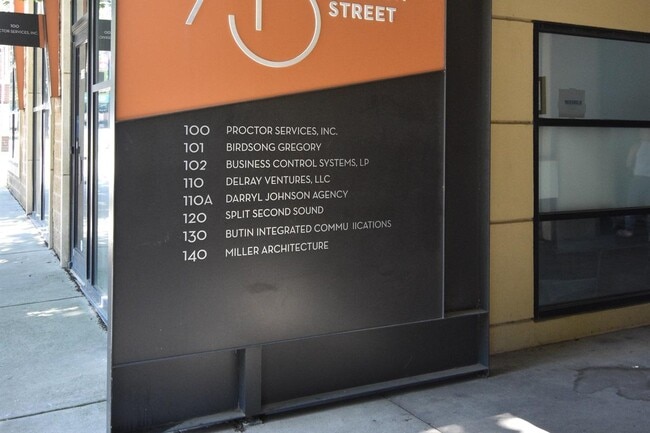 STREET
100 PROCTOR SERVICES, INC.
101 BIRDSONG GREGORY
102 BUSINESS CONTROL SYSTEMS, LP
110 DELRAY VENTURES, LLC
110A DARRYL JOHNSON AGENCY
120 SPLIT SECOND SOUND
130 BUTIN INTEGRATED COMMU IICATIONS
140 MILLER ARCHITECTURE
100